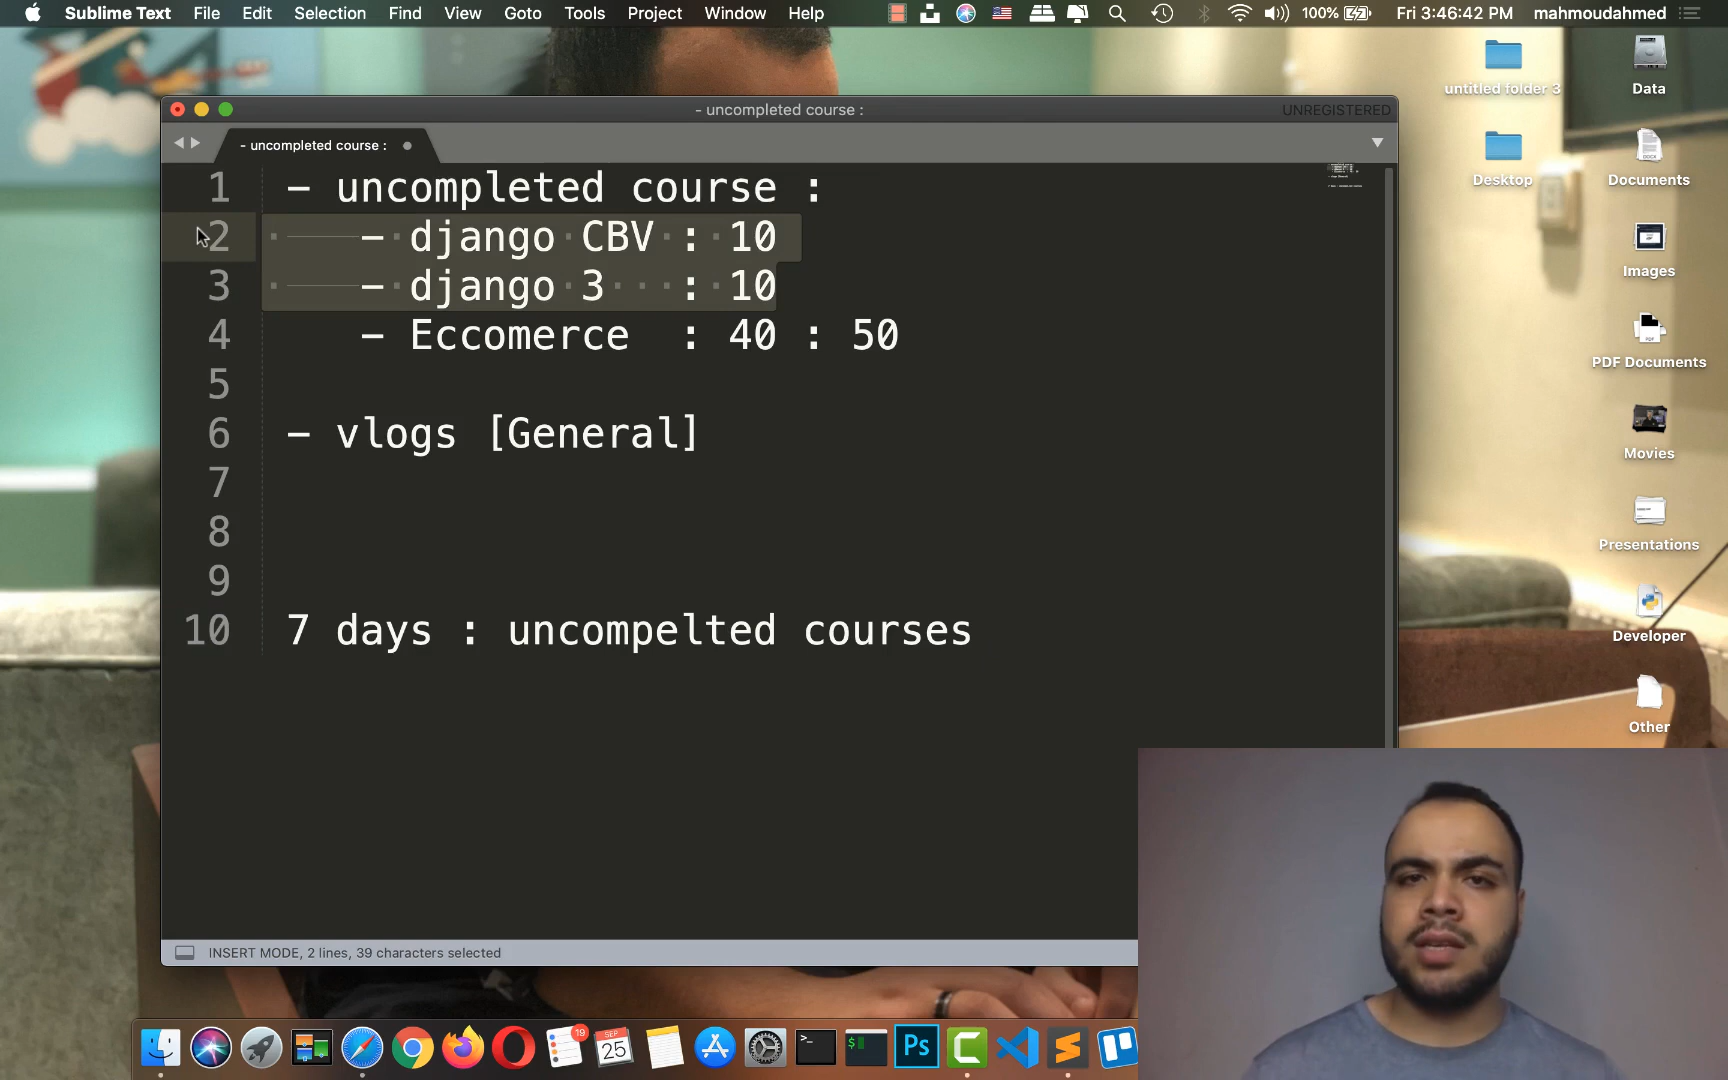 Sublime Text File Edit Selection Find View Goto Tools Project Window Help 100% Fri 3:46:42 PM mahmoudahmed
untitled folder 3
Data
Desktop
Documents
Images
PDF Documents
Movies
Presentations
Developer
Other
- uncompleted course : UNREGISTERED
- uncompleted course :
1 - uncompleted course :
2 - django CBV : 10
3 - django 3 : 10
4 - Eccomerce : 40 : 50
5
6 - vlogs [General]
7
8
9
10 7 days : uncompelted courses
INSERT MODE, 2 lines, 39 characters selected
19
SEP
25
Ps